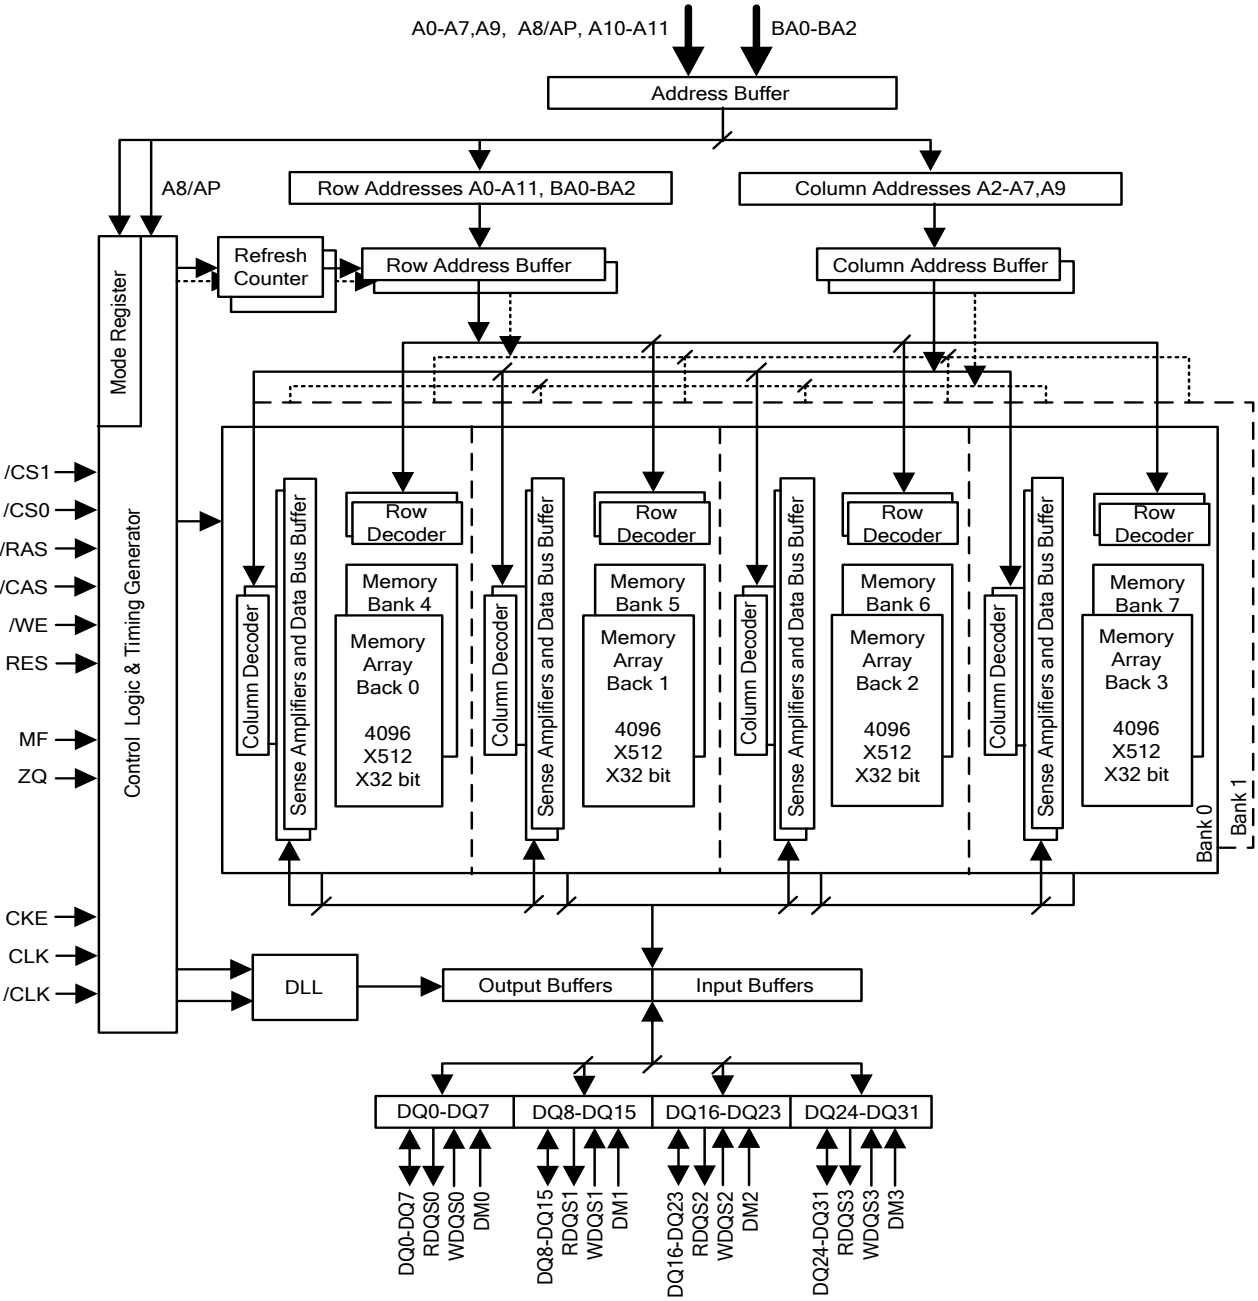 A0-A7,A9, A8/AP, A10-A11
BA0-BA2
Address Buffer
A8/AP
Row Addresses A0-A11, BA0-BA2
Column Addresses A2-A7,A9
Refresh
Counter
Row Address Buffer
Column Address Buffer
Mode Register
Control Logic & Timing Generator
/CS1
/CS0
/RAS
/CAS
/WE
RES
MF
ZQ
CKE
CLK
/CLK
Column Decoder
Sense Amplifiers and Data Bus Buffer
Row
Decoder
Memory
Bank 4
Memory
Array
Back 0
4096
X512
X32 bit
Column Decoder
Sense Amplifiers and Data Bus Buffer
Row
Decoder
Memory
Bank 5
Memory
Array
Back 1
4096
X512
X32 bit
Column Decoder
Sense Amplifiers and Data Bus Buffer
Row
Decoder
Memory
Bank 6
Memory
Array
Back 2
4096
X512
X32 bit
Column Decoder
Sense Amplifiers and Data Bus Buffer
Row
Decoder
Memory
Bank 7
Memory
Array
Back 3
4096
X512
X32 bit
Bank 0
Bank 1
DLL
Output Buffers
Input Buffers
DQ0-DQ7
DQ8-DQ15
DQ16-DQ23
DQ24-DQ31
DQ0-DQ7
RDQS0
WDQS0
DM0
DQ8-DQ15
RDQS1
WDQS1
DM1
DQ16-DQ23
RDQS2
WDQS2
DM2
DQ24-DQ31
RDQS3
WDQS3
DM3